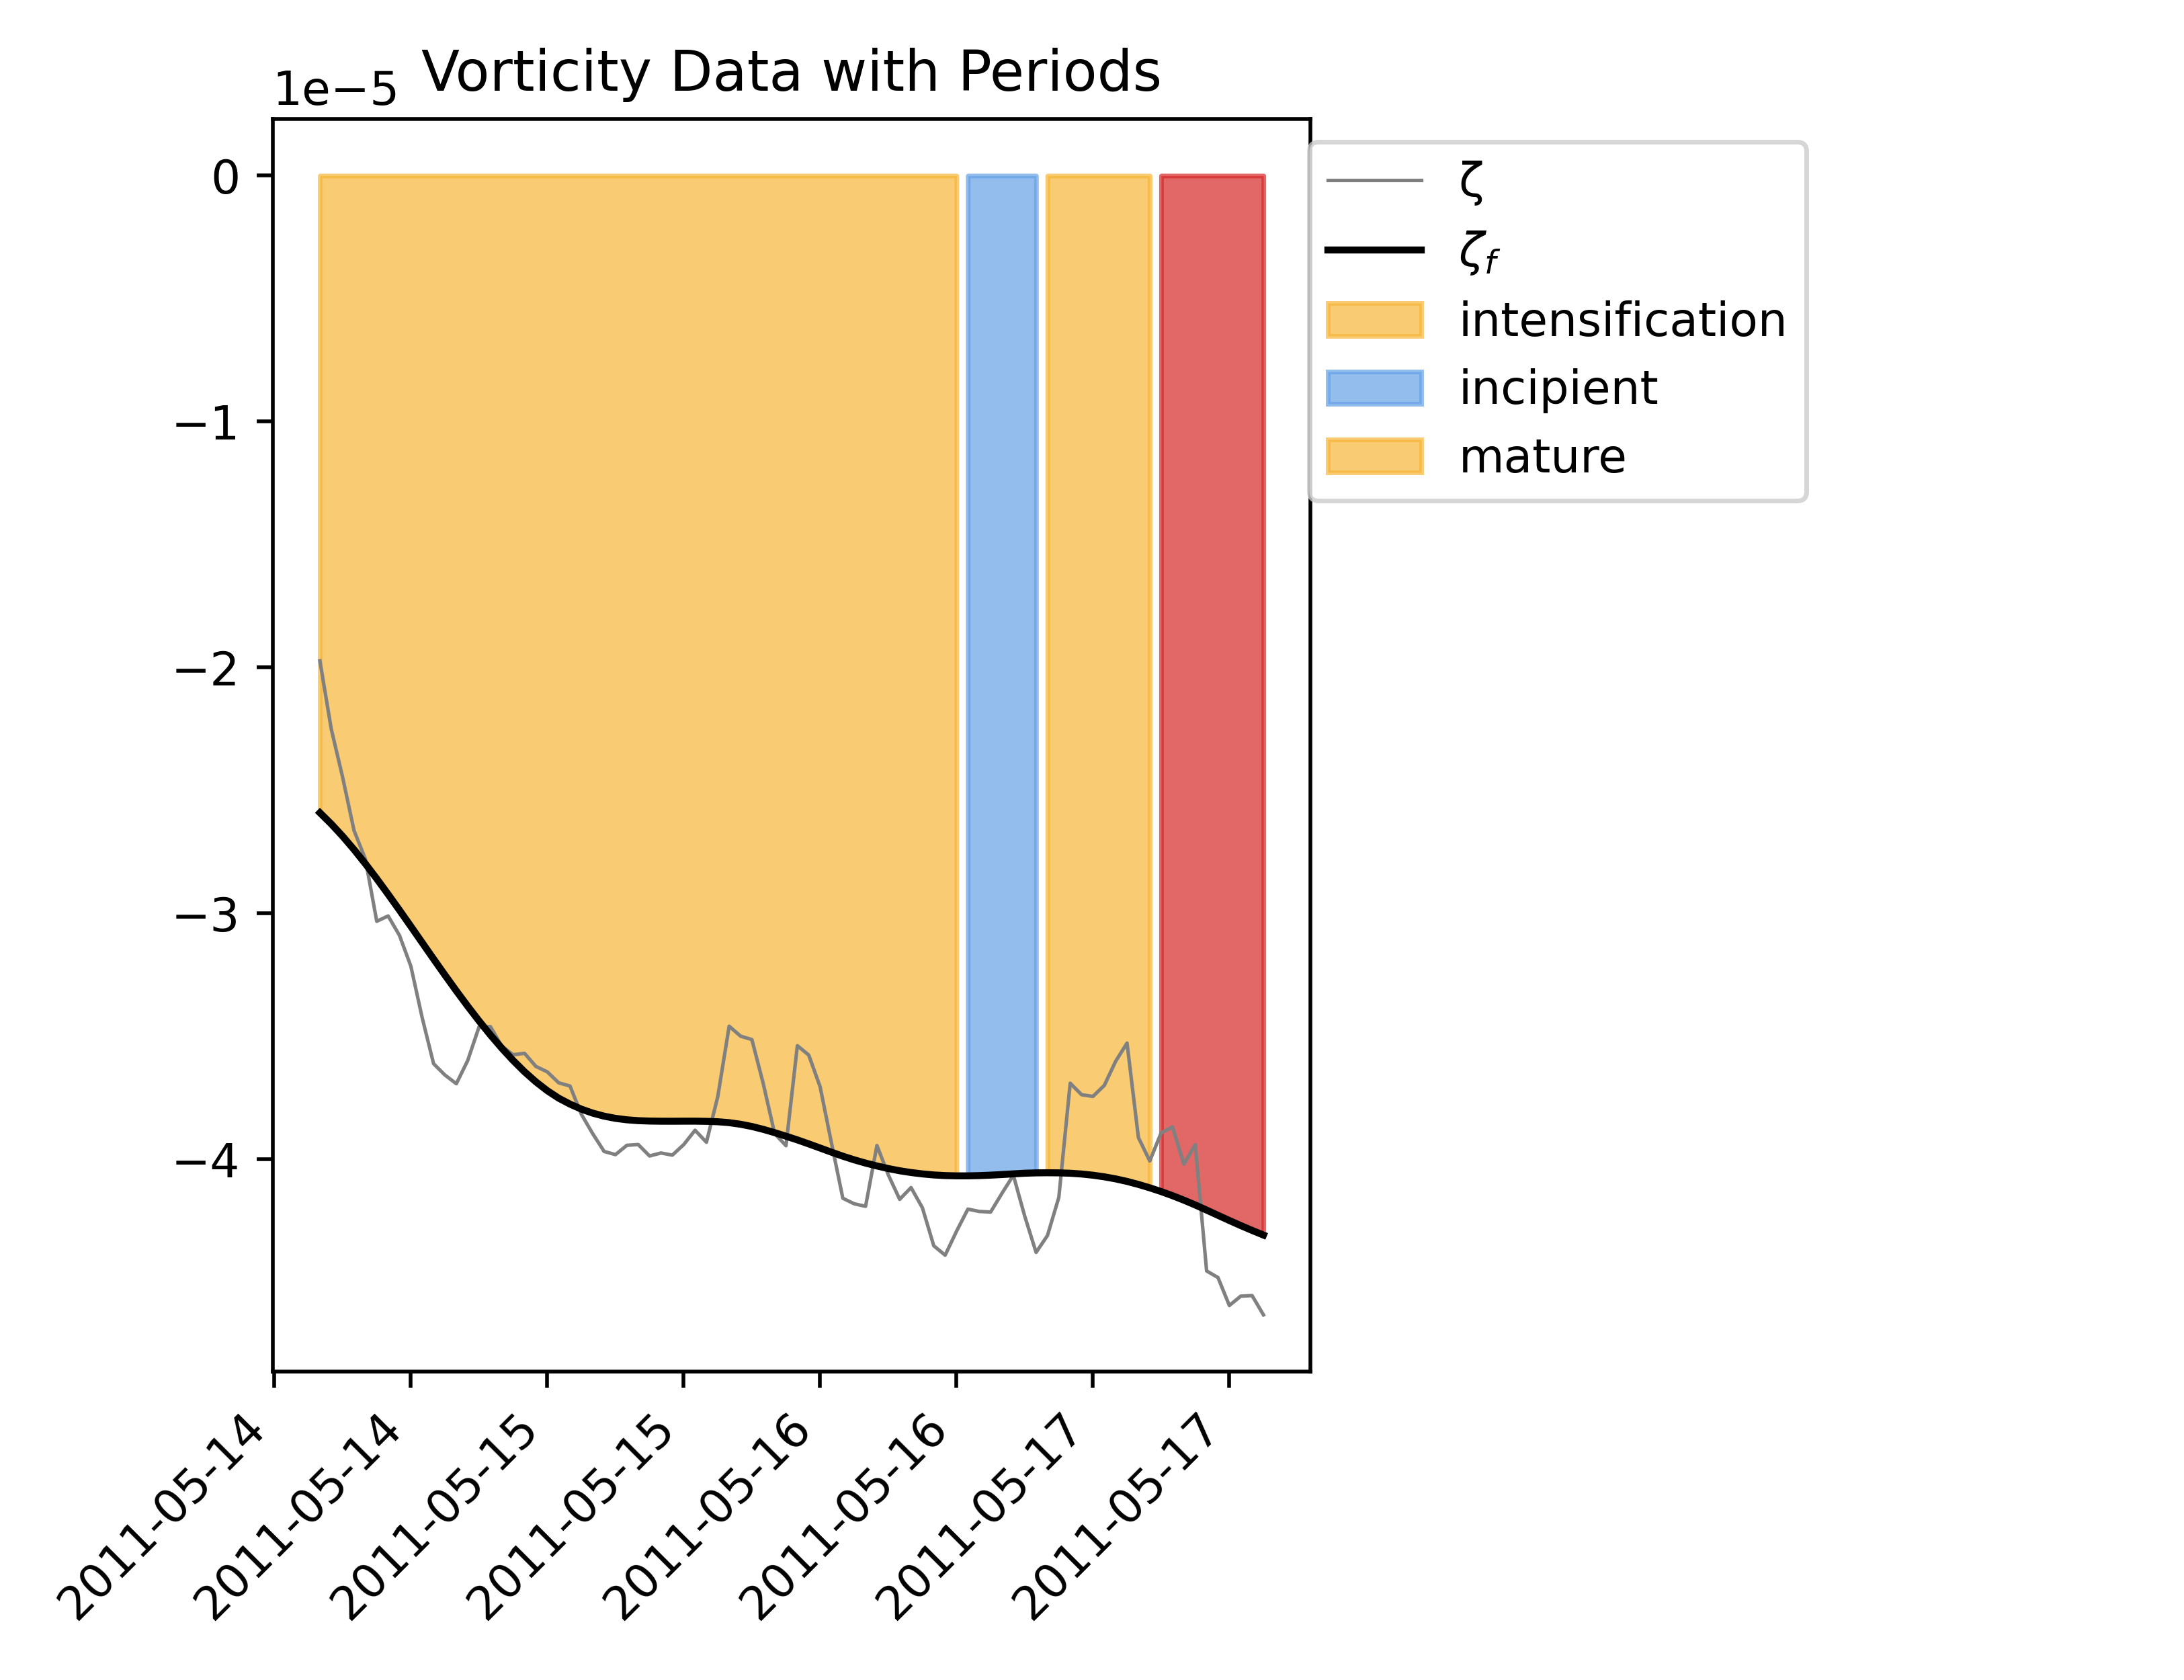 Vorticity Data with Periods
1e−5
0
−1
−2
−3
−4
ζ
ζf
intensification
incipient
mature
2011-05-14
2011-05-14
2011-05-15
2011-05-15
2011-05-16
2011-05-16
2011-05-17
2011-05-17